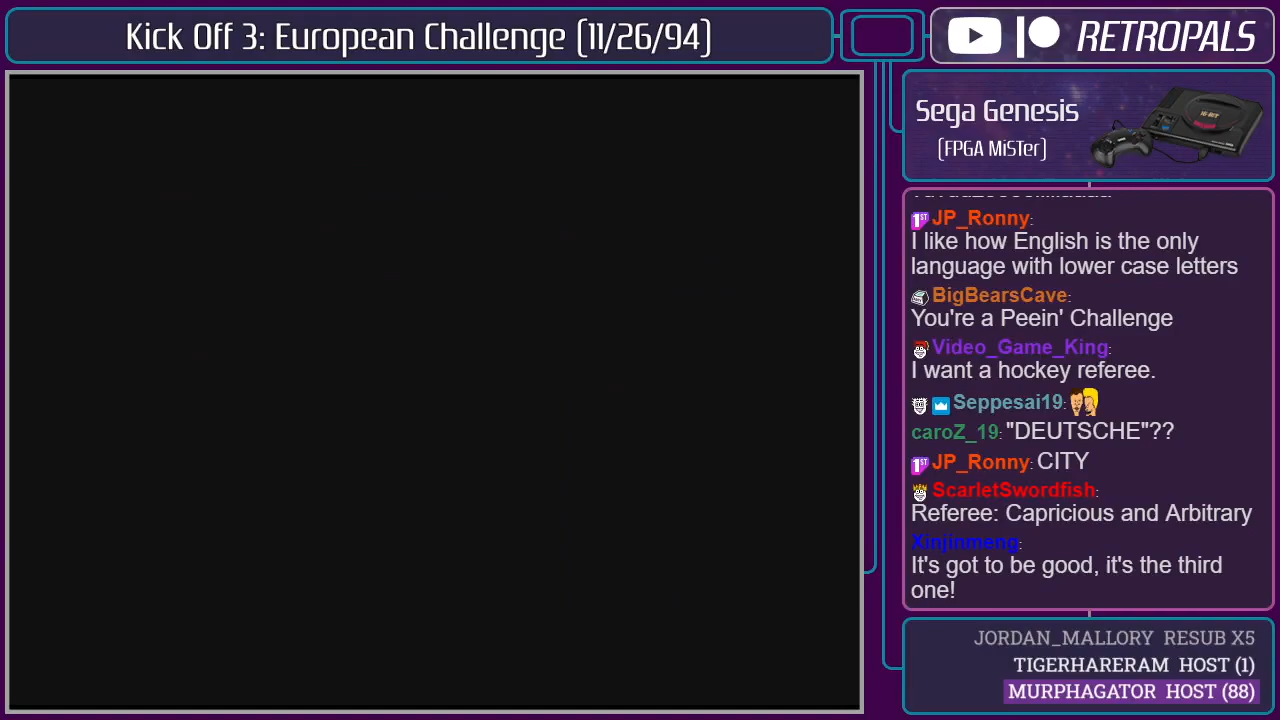 Kick Off 3: European Challenge (11/26/94)
RETROPALS
Sega Genesis
(FPGA MiSTer)
JP_Ronny:
I like how English is the only
language with lower case letters
BigBearsCave:
You're a Peein' Challenge
Video_Game_King:
I want a hockey referee.
Seppesai19:
caroZ_19: "DEUTSCHE"??
JP_Ronny: CITY
ScarletSwordfish:
Referee: Capricious and Arbitrary
Xinjinmeng:
It's got to be good, it's the third
one!
JORDAN_MALLORY RESUB X5
TIGERHARERAM HOST (1)
MURPHAGATOR HOST (88)